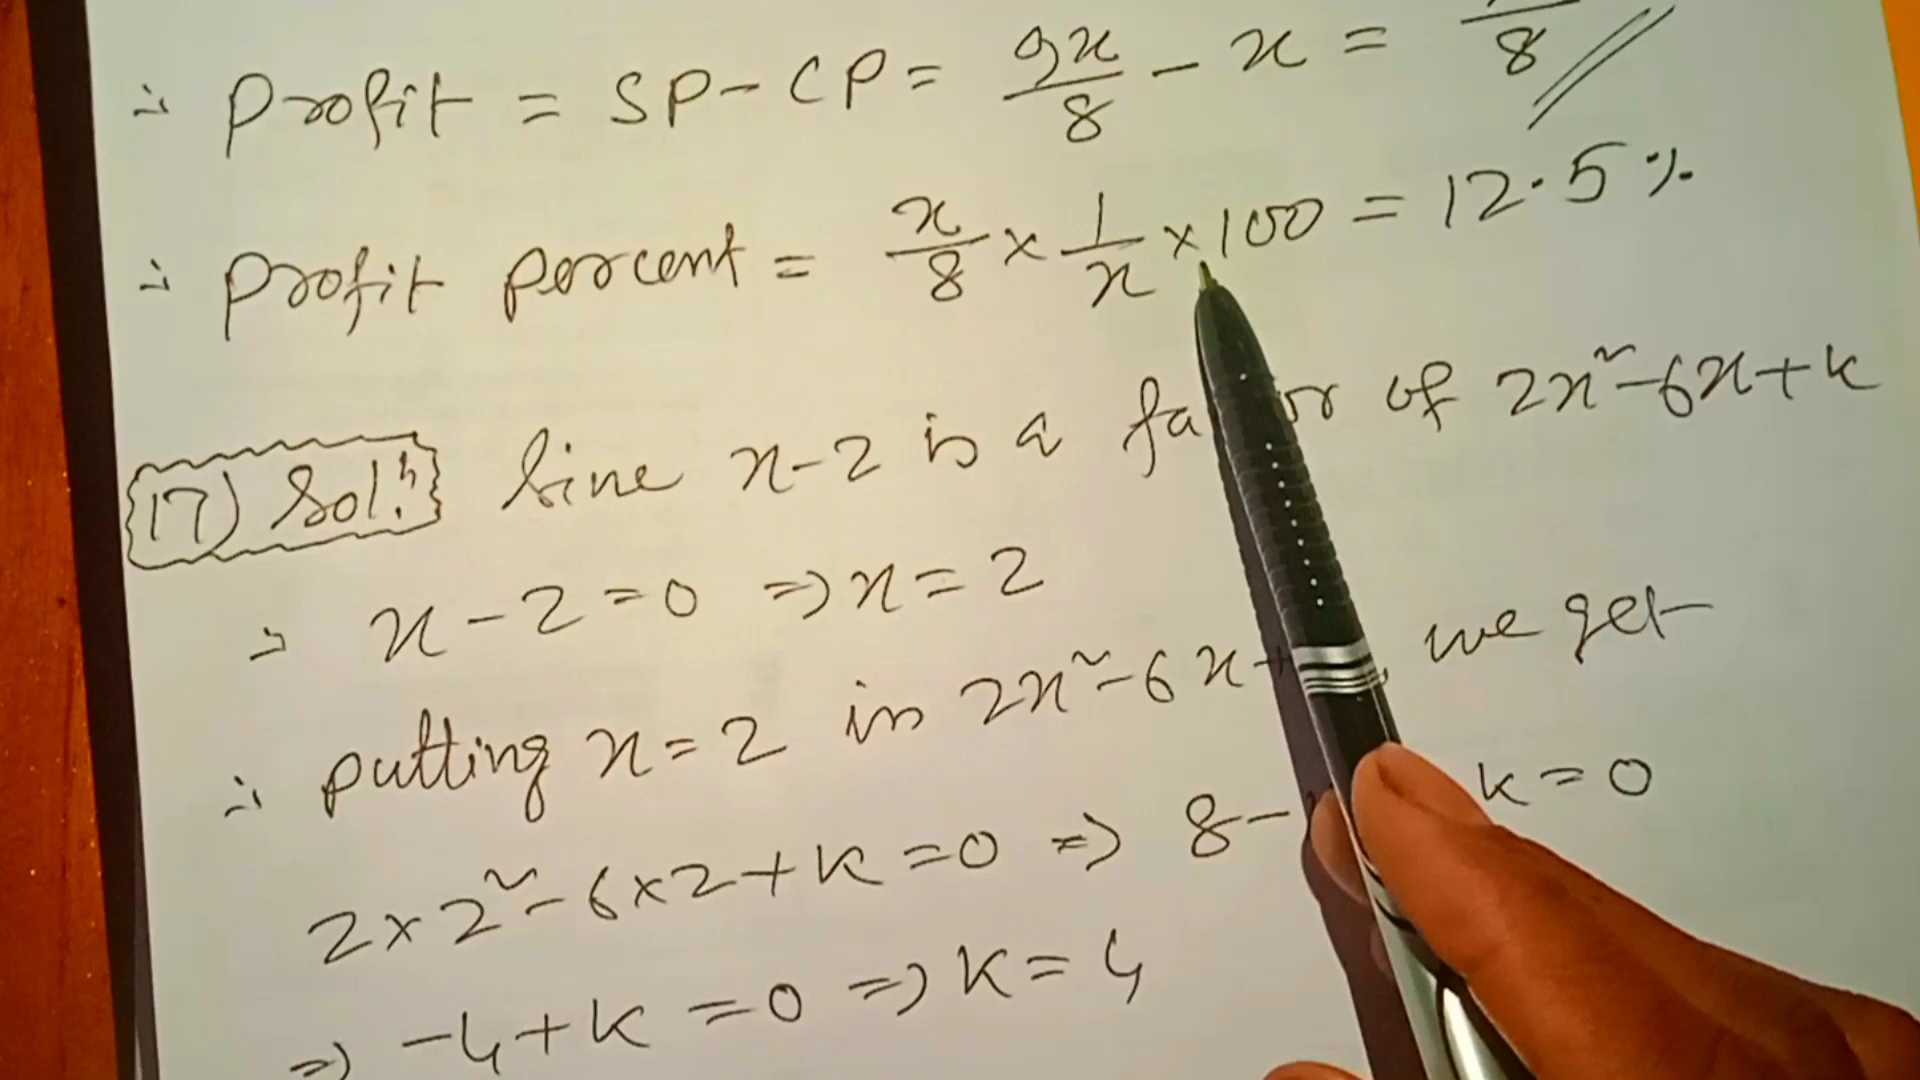 ∴ Profit = SP - CP = 9x/8 - x = /8
∴ Profit percent = x/8 × 1/x × 100 = 12.5%
17) Sol.ⁿ Sine x-2 is a fa or of 2x²-6x+k
∴ x-2=0 ⇒ x=2
∴ putting x=2 in 2x²-6x+ , we get
2×2²-6×2+k=0 ⇒ 8- k=0
⇒ -4+k=0 ⇒ k=4